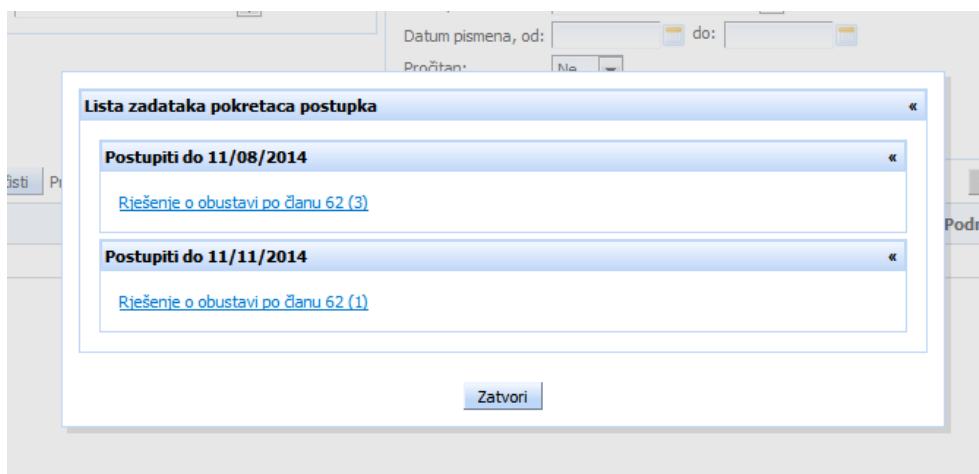 Datum pismena, od: do:
Pročitan: Ne
Lista zadataka pokretaca postupka «
Postupiti do 11/08/2014 «
Rješenje o obustavi po članu 62 (3)
Postupiti do 11/11/2014 «
Rješenje o obustavi po članu 62 (1)
Zatvori